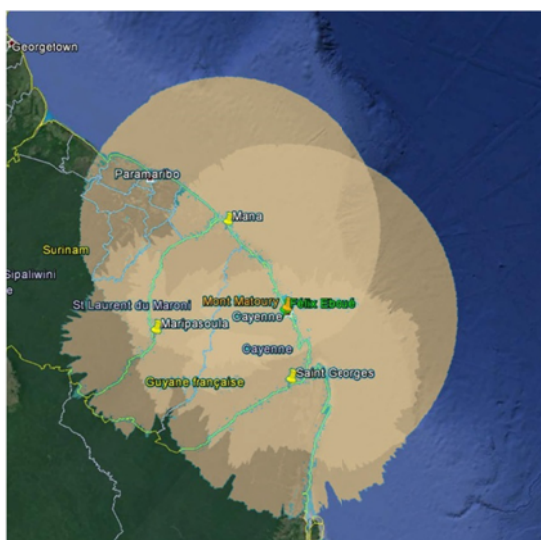 Georgetown
Paramaribo
Mana
Surinam
Sipaliwini
e
St Laurent du Maroni
Mont Matoury
Félix Eboué
Cayenne
Maripasoula
Cayenne
Saint Georges
Guyane française